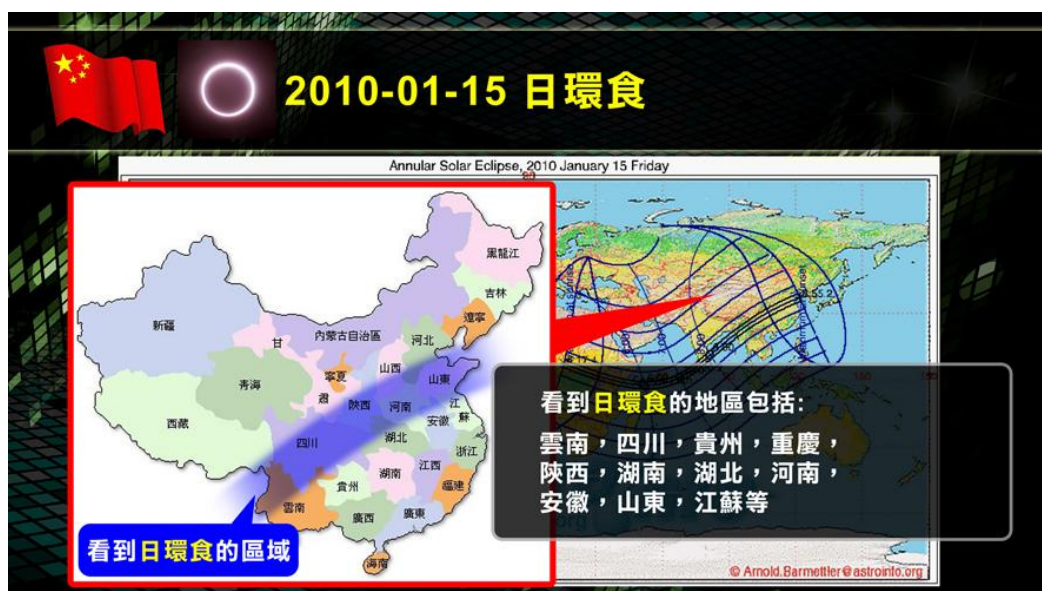 2010-01-15 日環食
Annular Solar Eclipse, 2010 January 15 Friday
黑龍江
吉林
遼寧
新疆
內蒙古自治區
甘
河北
寧夏
山西
山東
青海
肅
陝西
河南
江
蘇
西藏
安徽
四川
湖北
浙江
江西
湖南
貴州
福建
雲南
廣西
廣東
海南
看到日環食的區域
看到日環食的地區包括:
雲南，四川，貴州，重慶，
陝西，湖南，湖北，河南，
安徽，山東，江蘇等
© Arnold.Barmettler@astroinfo.org